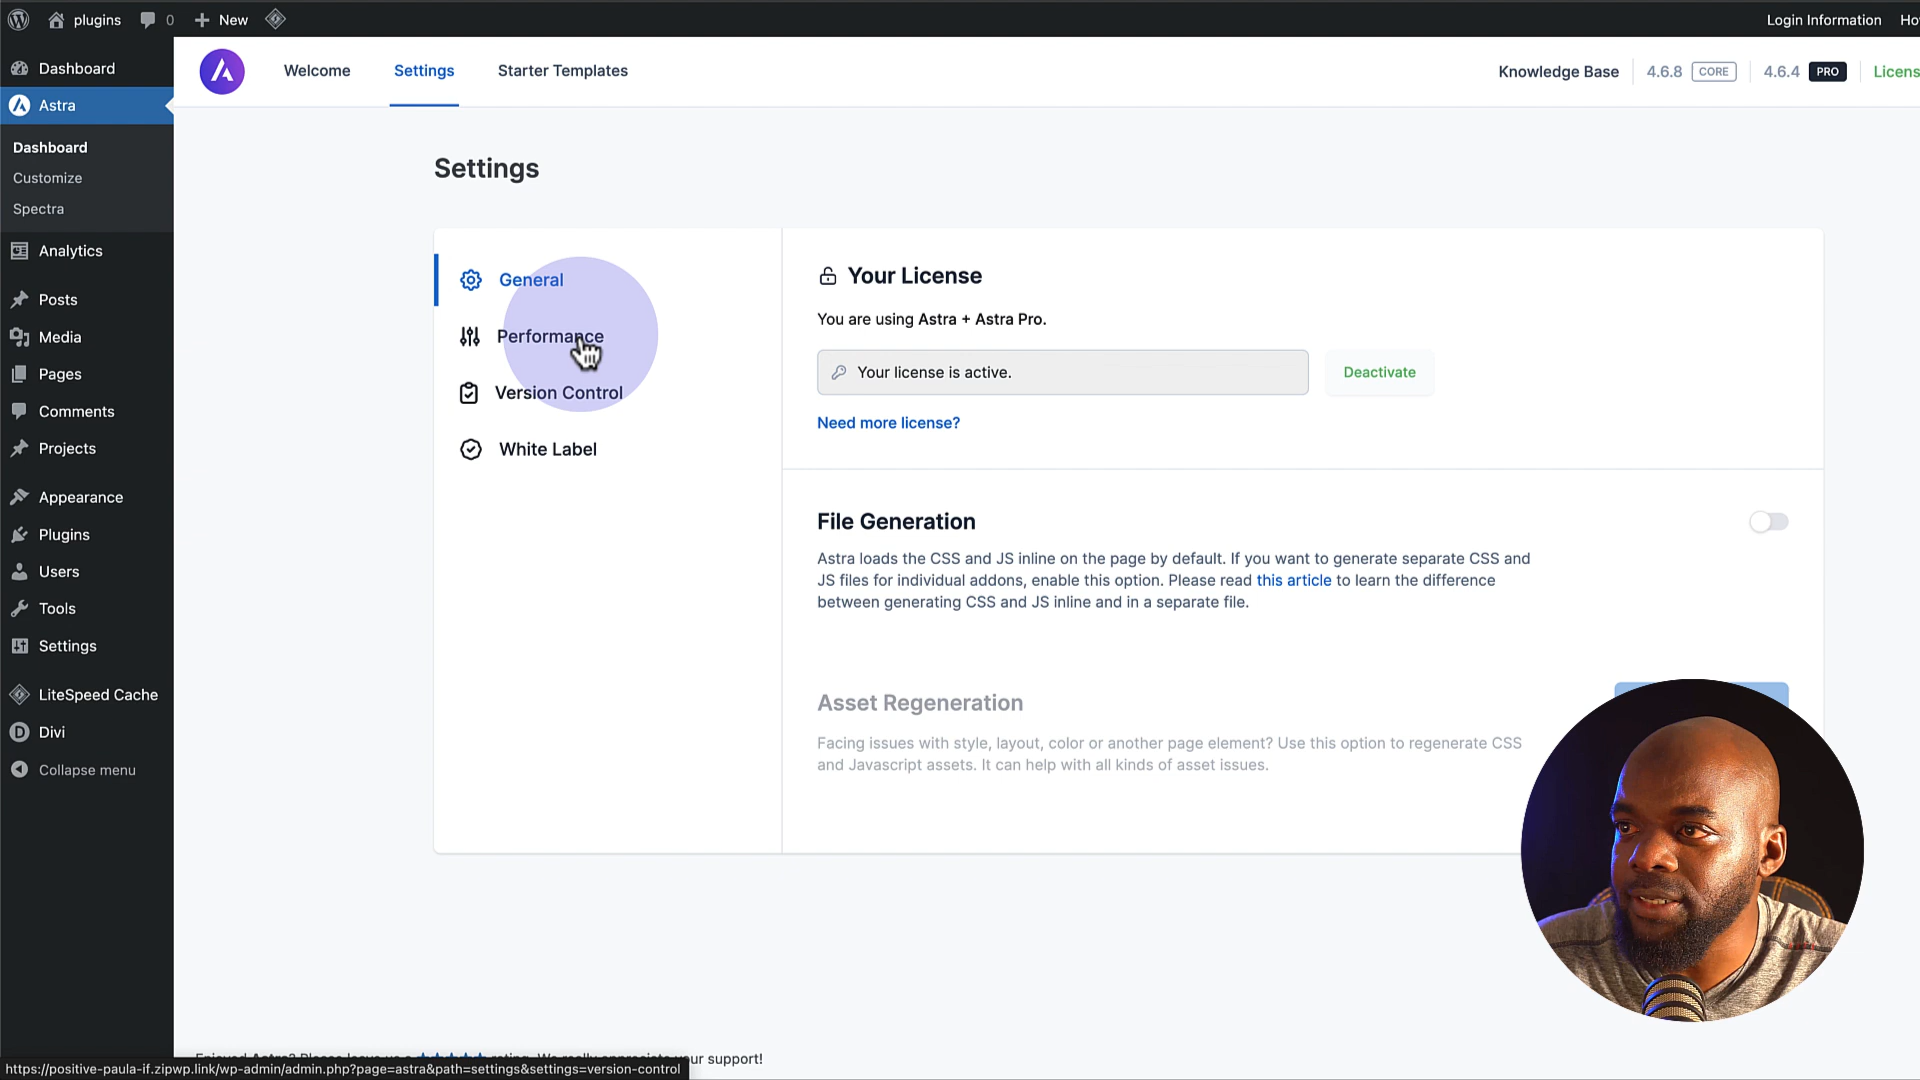 plugins
0
New
Login Information
Ho
Dashboard
Astra
Dashboard
Customize
Spectra
Analytics
Posts
Media
Pages
Comments
Projects
Appearance
Plugins
Users
Tools
Settings
LiteSpeed Cache
Divi
Collapse menu
Welcome
Settings
Starter Templates
Knowledge Base
4.6.8 CORE
4.6.4 PRO
Licens
Settings
General
Performance
Version Control
White Label
Your License
You are using Astra + Astra Pro.
Your license is active.
Deactivate
Need more license?
File Generation
Astra loads the CSS and JS inline on the page by default. If you want to generate separate CSS and
JS files for individual addons, enable this option. Please read this article to learn the difference
between generating CSS and JS inline and in a separate file.
Asset Regeneration
Facing issues with style, layout, color or another page element? Use this option to regenerate CSS
and Javascript assets. It can help with all kinds of asset issues.
ur support!
https://positive-paula-if.zipwp.link/wp-admin/admin.php?page=astra&path=settings&settings=version-control